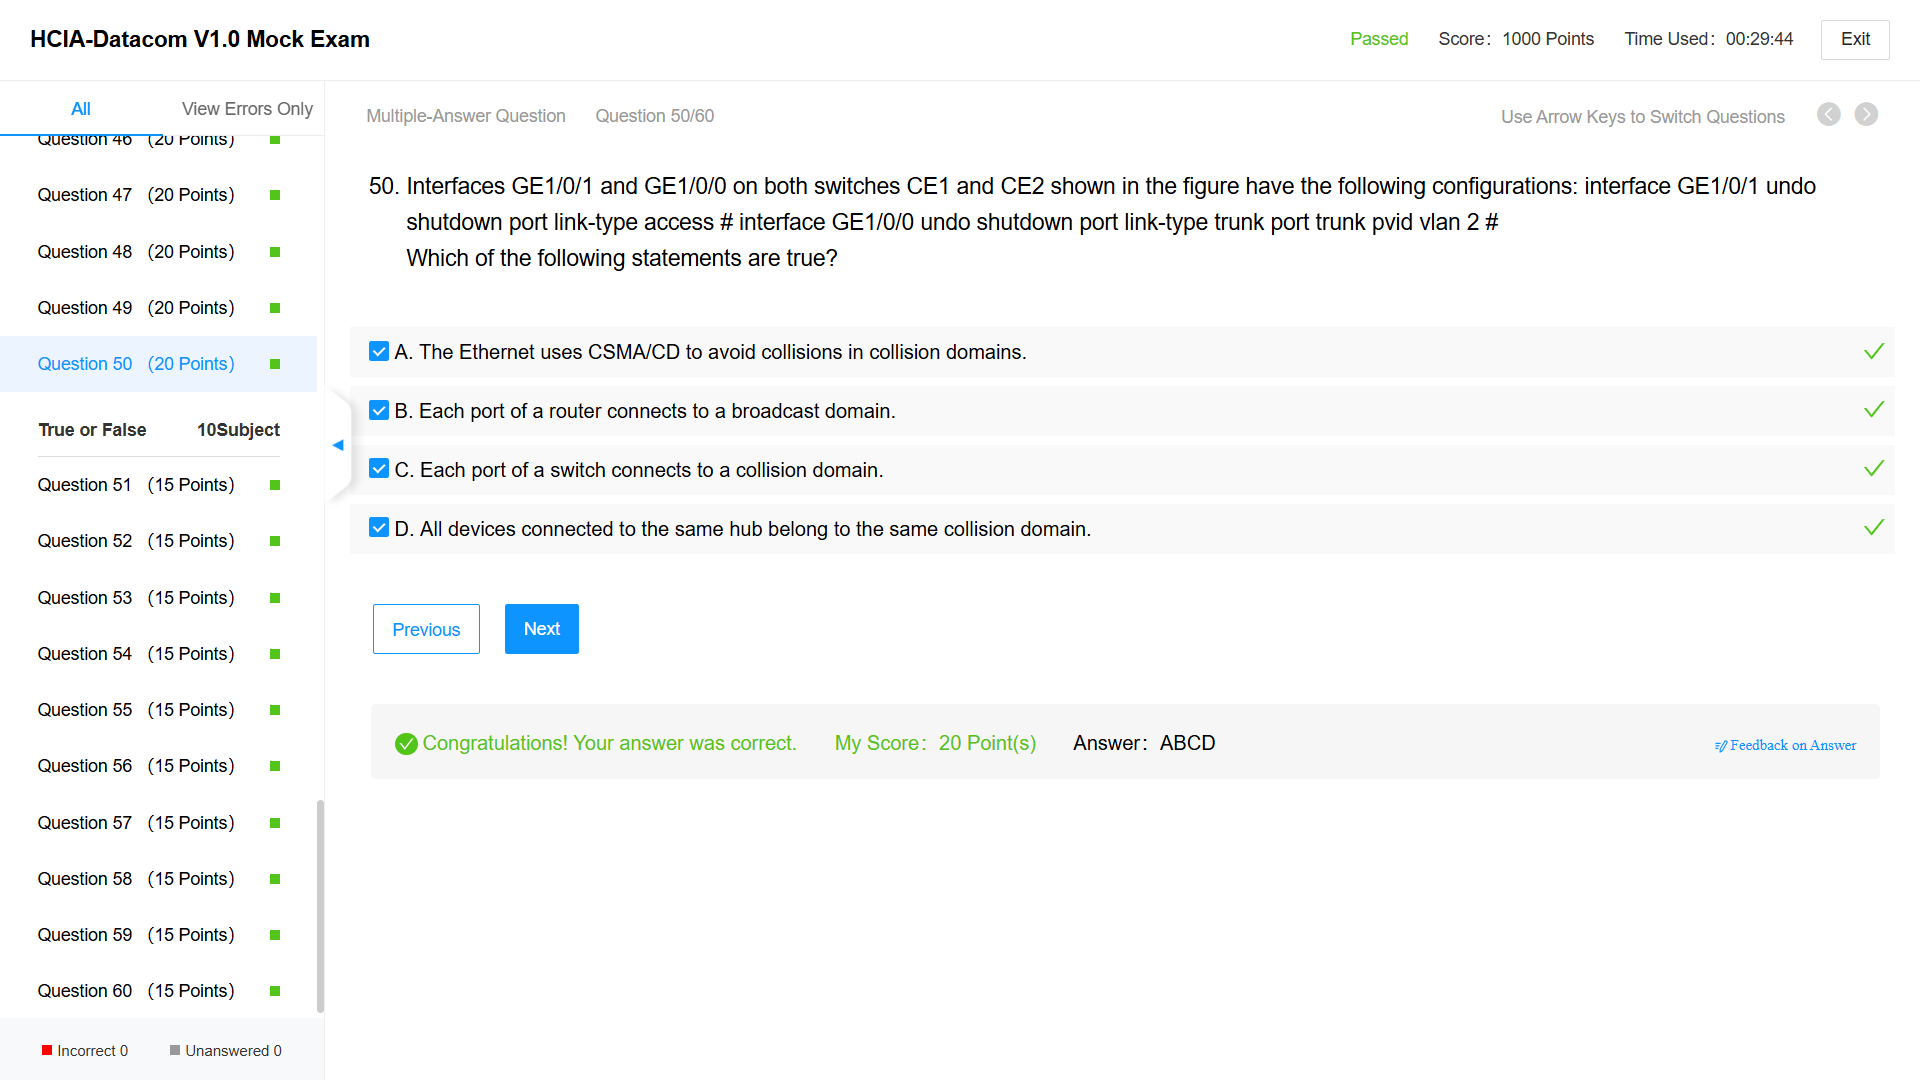 HCIA-Datacom V1.0 Mock Exam
Passed Score: 1000 Points Time Used: 00:29:44 Exit
All View Errors Only
Question 46 (20 Points)
Question 47 (20 Points)
Question 48 (20 Points)
Question 49 (20 Points)
Question 50 (20 Points)
True or False 10Subject
Question 51 (15 Points)
Question 52 (15 Points)
Question 53 (15 Points)
Question 54 (15 Points)
Question 55 (15 Points)
Question 56 (15 Points)
Question 57 (15 Points)
Question 58 (15 Points)
Question 59 (15 Points)
Question 60 (15 Points)
Incorrect 0 Unanswered 0
Multiple-Answer Question Question 50/60 Use Arrow Keys to Switch Questions
50. Interfaces GE1/0/1 and GE1/0/0 on both switches CE1 and CE2 shown in the figure have the following configurations: interface GE1/0/1 undo
shutdown port link-type access # interface GE1/0/0 undo shutdown port link-type trunk port trunk pvid vlan 2 #
Which of the following statements are true?
A. The Ethernet uses CSMA/CD to avoid collisions in collision domains.
B. Each port of a router connects to a broadcast domain.
C. Each port of a switch connects to a collision domain.
D. All devices connected to the same hub belong to the same collision domain.
Previous Next
Congratulations! Your answer was correct. My Score: 20 Point(s) Answer: ABCD Feedback on Answer